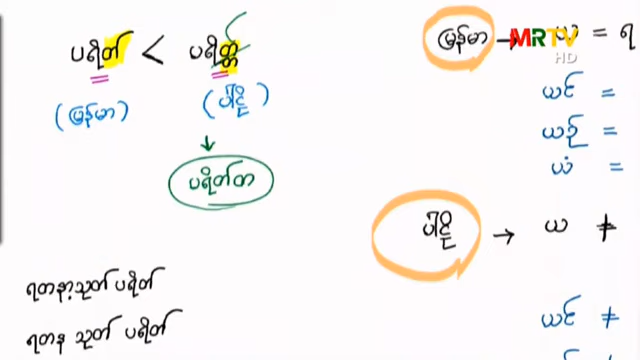 ပရိတ် < ပရိတ္တ
(မြန်မာ) (ပါဠိ)
ပရိတ်တ
ရတနာ့သုတ် ပရိတ်
ရတန သုတ် ပရိတ်
မြန်မာ → ယ = ရ
MRTV
HD
ယင် =
ယဉ် =
ယံ =
ပါဠိ → ယ ≠
ယင် ≠